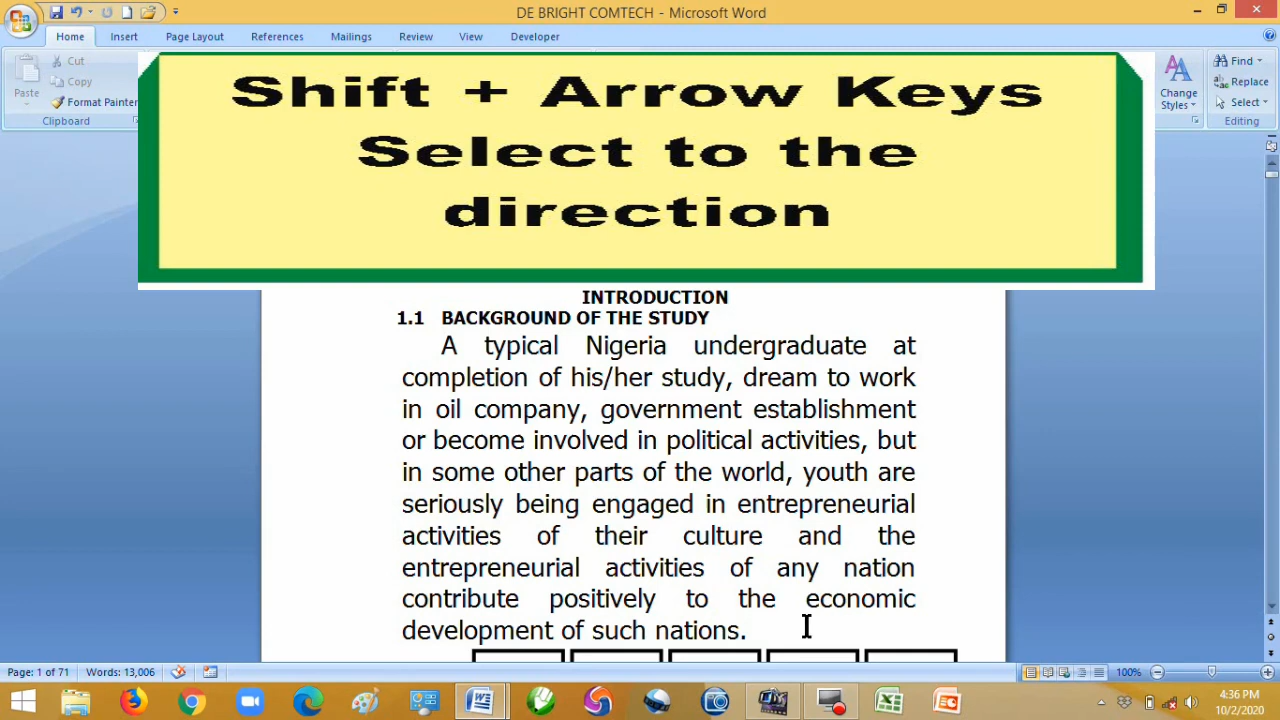 DE BRIGHT COMTECH - Microsoft Word
Home Insert Page Layout References Mailings Review View Developer
Cut
Copy
Paste
Format Painter
Clipboard
Change Styles
Find
Replace
Select
Editing
Shift + Arrow Keys
Select to the
direction
INTRODUCTION
1.1 BACKGROUND OF THE STUDY
A typical Nigeria undergraduate at
completion of his/her study, dream to work
in oil company, government establishment
or become involved in political activities, but
in some other parts of the world, youth are
seriously being engaged in entrepreneurial
activities of their culture and the
entrepreneurial activities of any nation
contribute positively to the economic
development of such nations.
Page: 1 of 71 Words: 13,006 100%
4:36 PM
10/2/2020